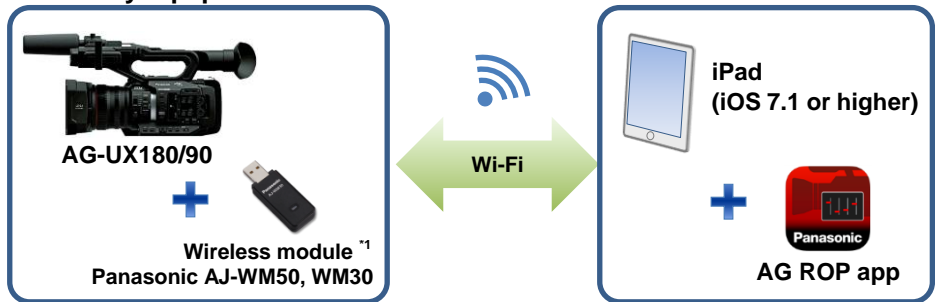 AG-UX180/90
Panasonic
Wireless module *1
Panasonic AJ-WM50, WM30
Wi-Fi
iPad
(iOS 7.1 or higher)
Panasonic
AG ROP app